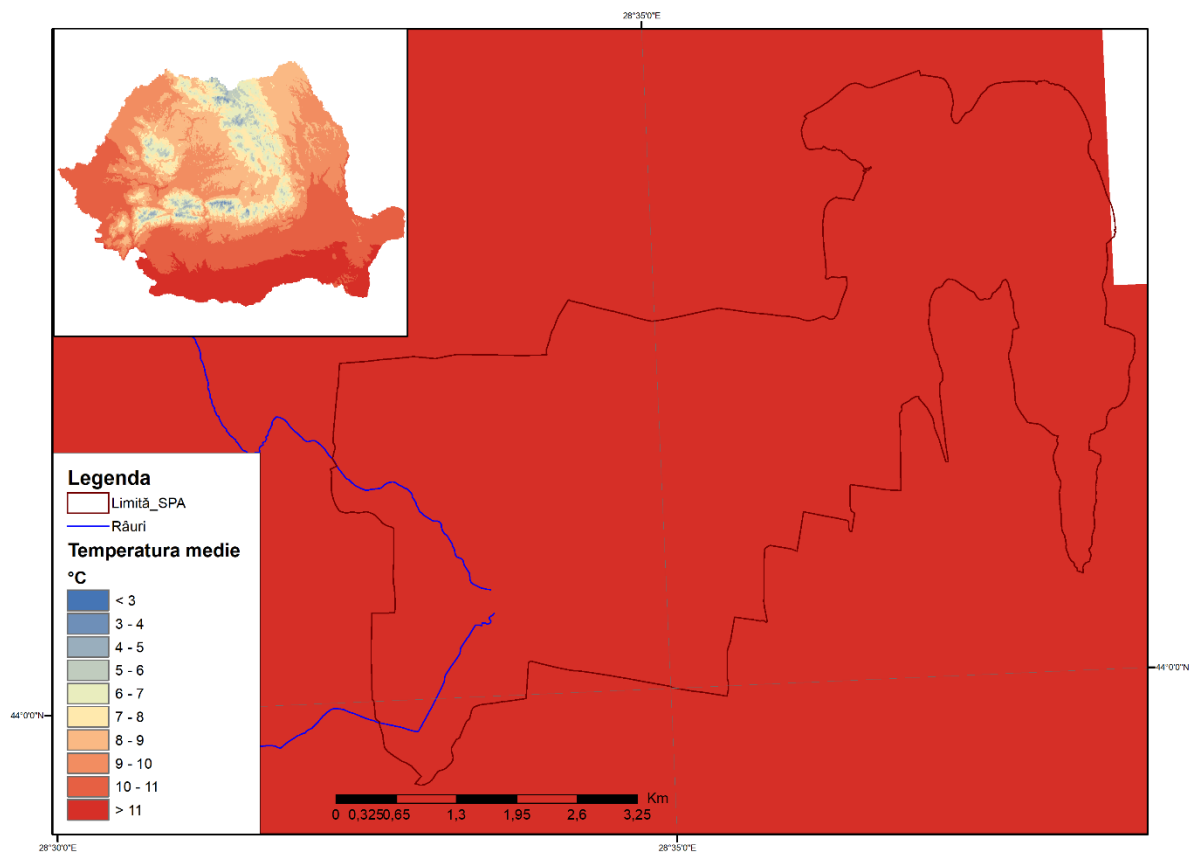 28°35'0"E
Legenda
Limită_SPA
Râuri
Temperatura medie
°C
< 3
3 - 4
4 - 5
5 - 6
6 - 7
7 - 8
8 - 9
9 - 10
10 - 11
> 11
44°0'0"N
44°0'0"N
Km
0 0,325 0,65 1,3 1,95 2,6 3,25
28°30'0"E
28°35'0"E